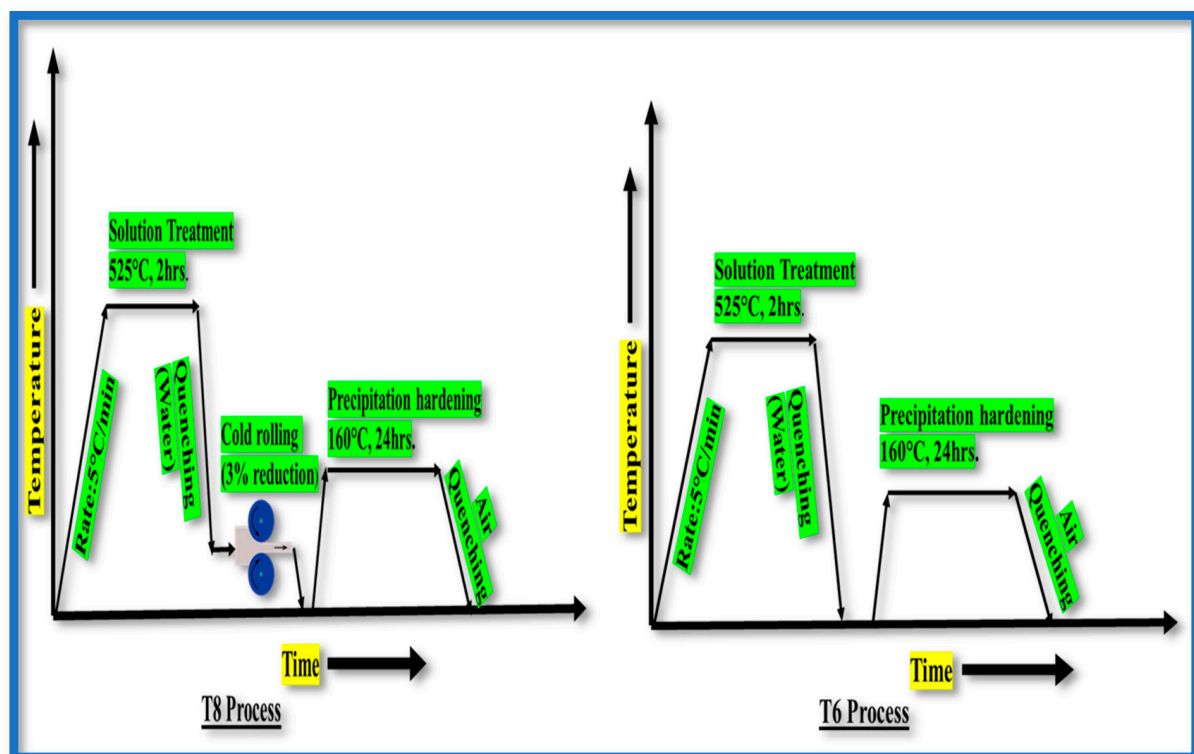 Temperature
Solution Treatment
525°C, 2hrs.
Rate:5°C/min
Quenching
(Water)
Cold rolling
(3% reduction)
Precipitation hardening
160°C, 24hrs.
Air
Quenching
Time
T8 Process
Temperature
Solution Treatment
525°C, 2hrs.
Rate:5°C/min
Quenching
(Water)
Precipitation hardening
160°C, 24hrs.
Air
Quenching
Time
T6 Process